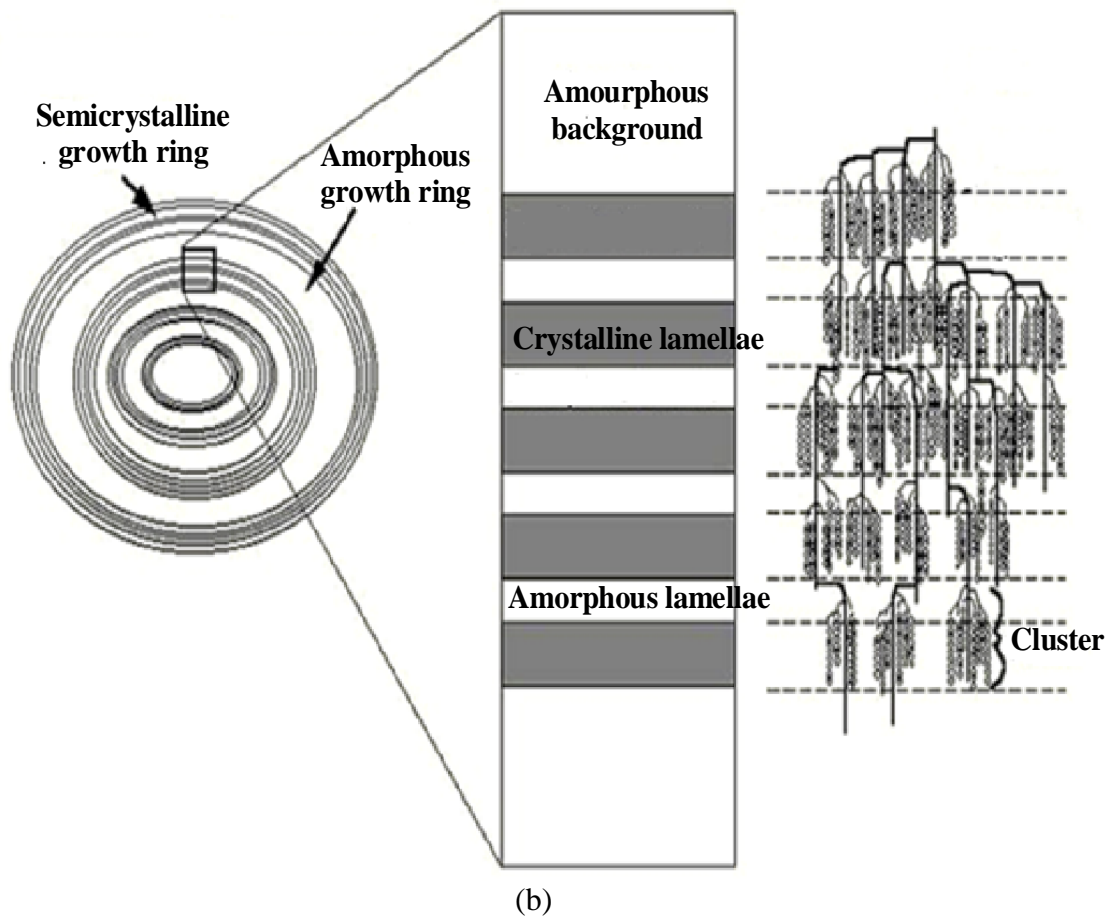 Semicrystalline
growth ring
Amorphous
growth ring
Amourphous
background
Crystalline lamellae
Amorphous lamellae
Cluster
(b)